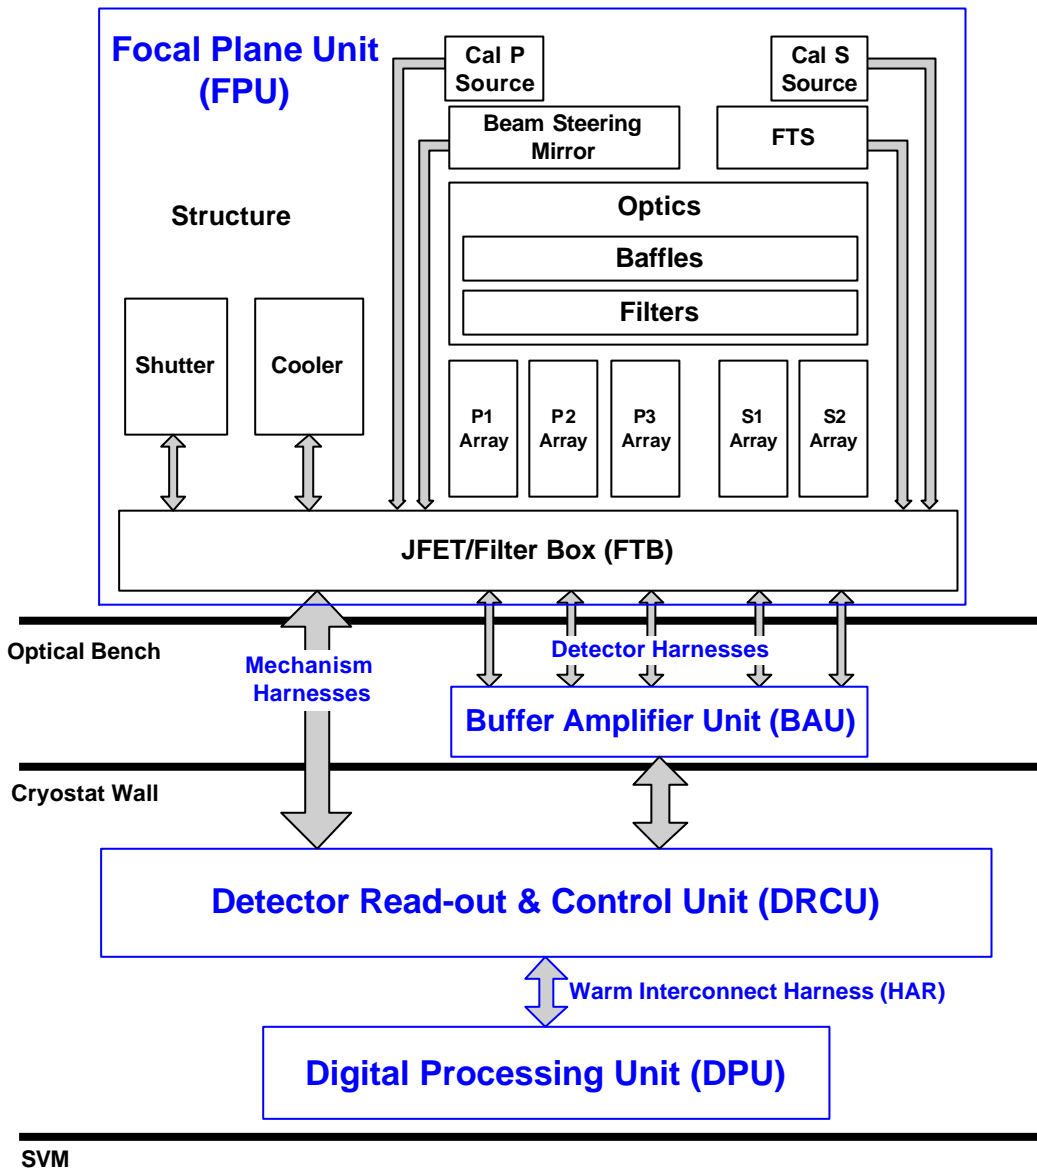 Focal Plane Unit
(FPU)
Cal P
Source
Cal S
Source
Beam Steering
Mirror
FTS
Structure
Optics
Baffles
Filters
Shutter
Cooler
P1
Array
P2
Array
P3
Array
S1
Array
S2
Array
JFET/Filter Box (FTB)
Optical Bench
Mechanism
Harnesses
Detector Harnesses
Buffer Amplifier Unit (BAU)
Cryostat Wall
Detector Read-out & Control Unit (DRCU)
Warm Interconnect Harness (HAR)
Digital Processing Unit (DPU)
SVM